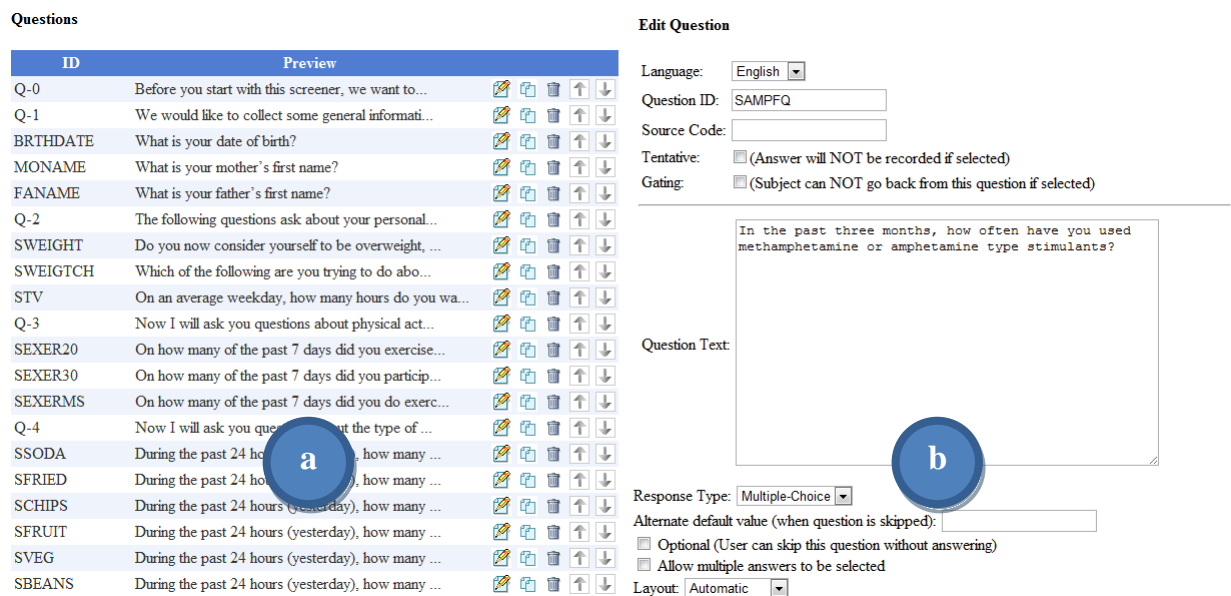 Questions
ID Preview
Q-0 Before you start with this screener, we want to...
Q-1 We would like to collect some general informati...
BRTHDATE What is your date of birth?
MONAME What is your mother’s first name?
FANAME What is your father’s first name?
Q-2 The following questions ask about your personal...
SWEIGHT Do you now consider yourself to be overweight, ...
SWEIGTCH Which of the following are you trying to do abo...
STV On an average weekday, how many hours do you wa...
Q-3 Now I will ask you questions about physical act...
SEXER20 On how many of the past 7 days did you exercise...
SEXER30 On how many of the past 7 days did you particip...
SEXERMS On how many of the past 7 days did you do exerc...
Q-4 Now I will ask you que ut the type of ...
SSODA During the past 24 ho , how many ...
SFRIED During the past 24 ho , how many ...
SCHIPS During the past 24 hours (yesterday), how many ...
SFRUIT During the past 24 hours (yesterday), how many ...
SVEG During the past 24 hours (yesterday), how many ...
SBEANS During the past 24 hours (yesterday), how many ...
a
Edit Question
Language: English
Question ID: SAMPFQ
Source Code:
Tentative: (Answer will NOT be recorded if selected)
Gating: (Subject can NOT go back from this question if selected)
Question Text:
In the past three months, how often have you used
methamphetamine or amphetamine type stimulants?
b
Response Type: Multiple-Choice
Alternate default value (when question is skipped):
Optional (User can skip this question without answering)
Allow multiple answers to be selected
Layout: Automatic